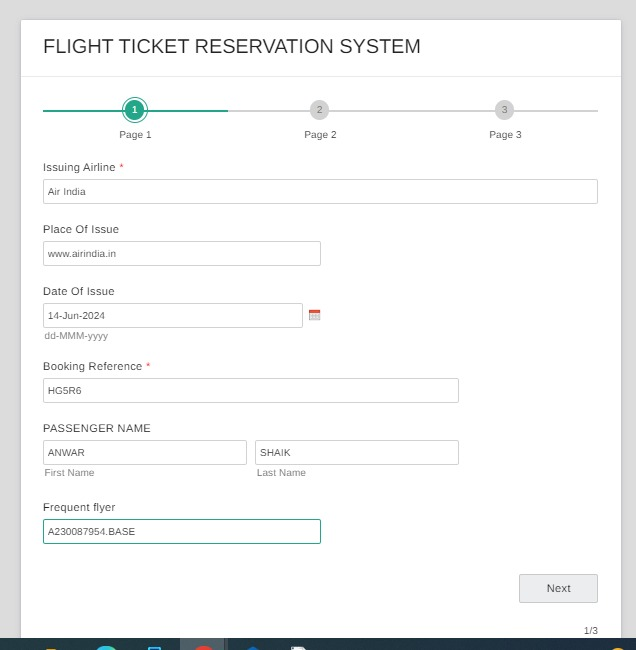 FLIGHT TICKET RESERVATION SYSTEM
1 2 3
Page 1 Page 2 Page 3
Issuing Airline *
Air India
Place Of Issue
www.airindia.in
Date Of Issue
14-Jun-2024
dd-MMM-yyyy
Booking Reference *
HG5R6
PASSENGER NAME
ANWAR SHAIK
First Name Last Name
Frequent flyer
A230087954.BASE
Next
1/3